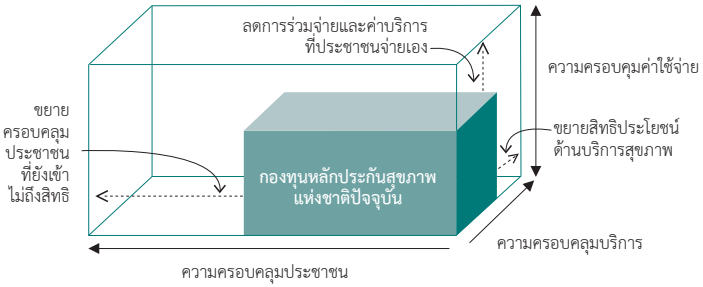 ลดการร่วมจ่ายและค่าบริการ
ที่ประชาชนจ่ายเอง
ความครอบคุมค่าใช้จ่าย
ขยาย
ครอบคลุม
ประชาชน
ที่ยังเข้า
ไม่ถึงสิทธิ
ขยายสิทธิประโยชน์
ด้านบริการสุขภาพ
กองทุนหลักประกันสุขภาพ
แห่งชาติปัจจุบัน
ความครอบคลุมบริการ
ความครอบคลุมประชาชน